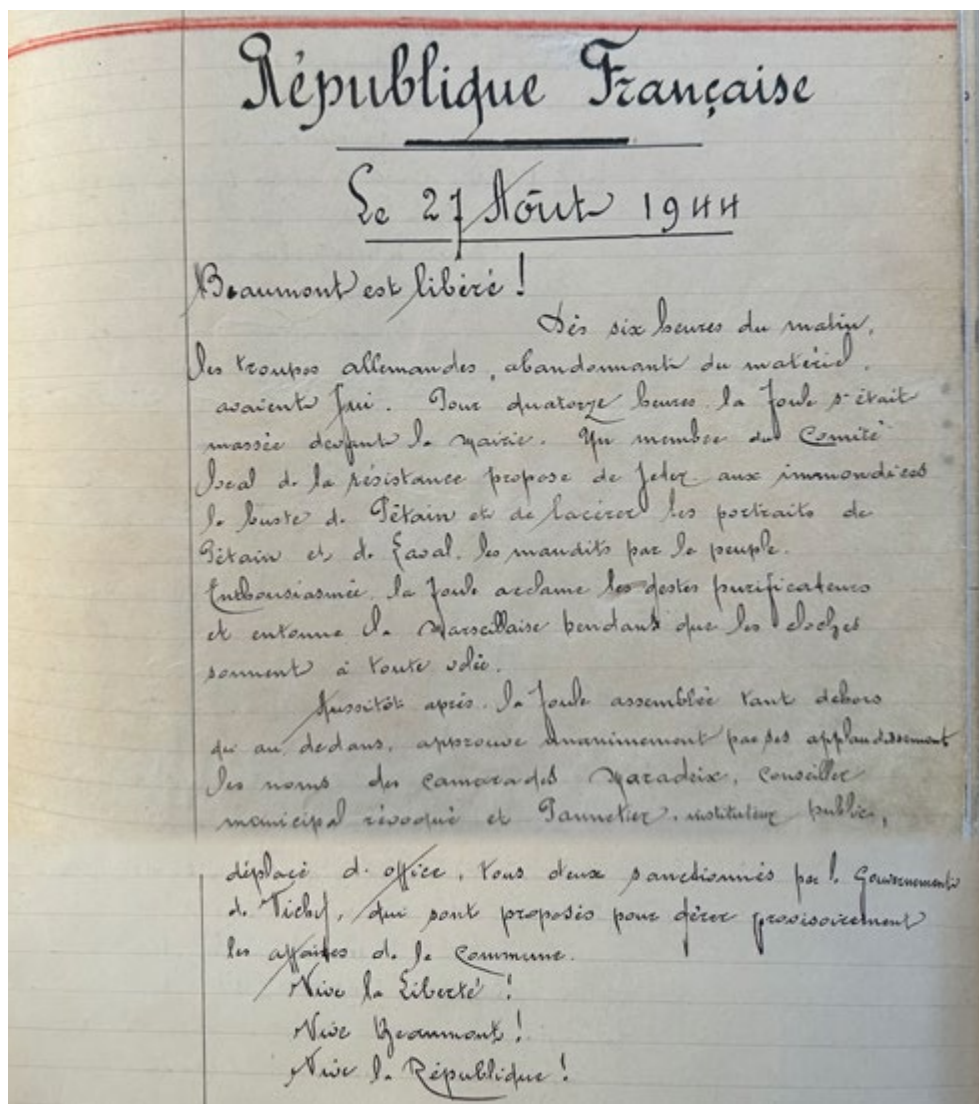 République Française
Le 27 Août 1944
Beaumont est libéré !
Dès six heures du matin,
les troupes allemandes, abandonnant du matériel,
avaient fui. Pour quatorze heures la foule s'était
massée devant la mairie. Un membre du Comité
local de la résistance propose de jeter aux immondices
le buste de Pétain et de lacérer les portraits de
Pétain et de Laval, les maudits par le peuple.
Enthousiasmée, la foule acclame les gestes purificateurs
et entonne la Marseillaise pendant que les cloches
sonnent à toute volée.
Aussitôt après, la foule assemblée tant dehors
qu'au dedans, approuve unanimement par ses applaudissement
les noms des camarades Maradeix, Conseiller
municipal révoqué et Pannetier, instituteur public,
déplacé d'office, tous deux sanctionnés par le Gouvernement
de Vichy, qui sont proposés pour gérer provisoirement
les affaires de la Commune.
Vive la Liberté !
Vive Beaumont !
Vive la République !